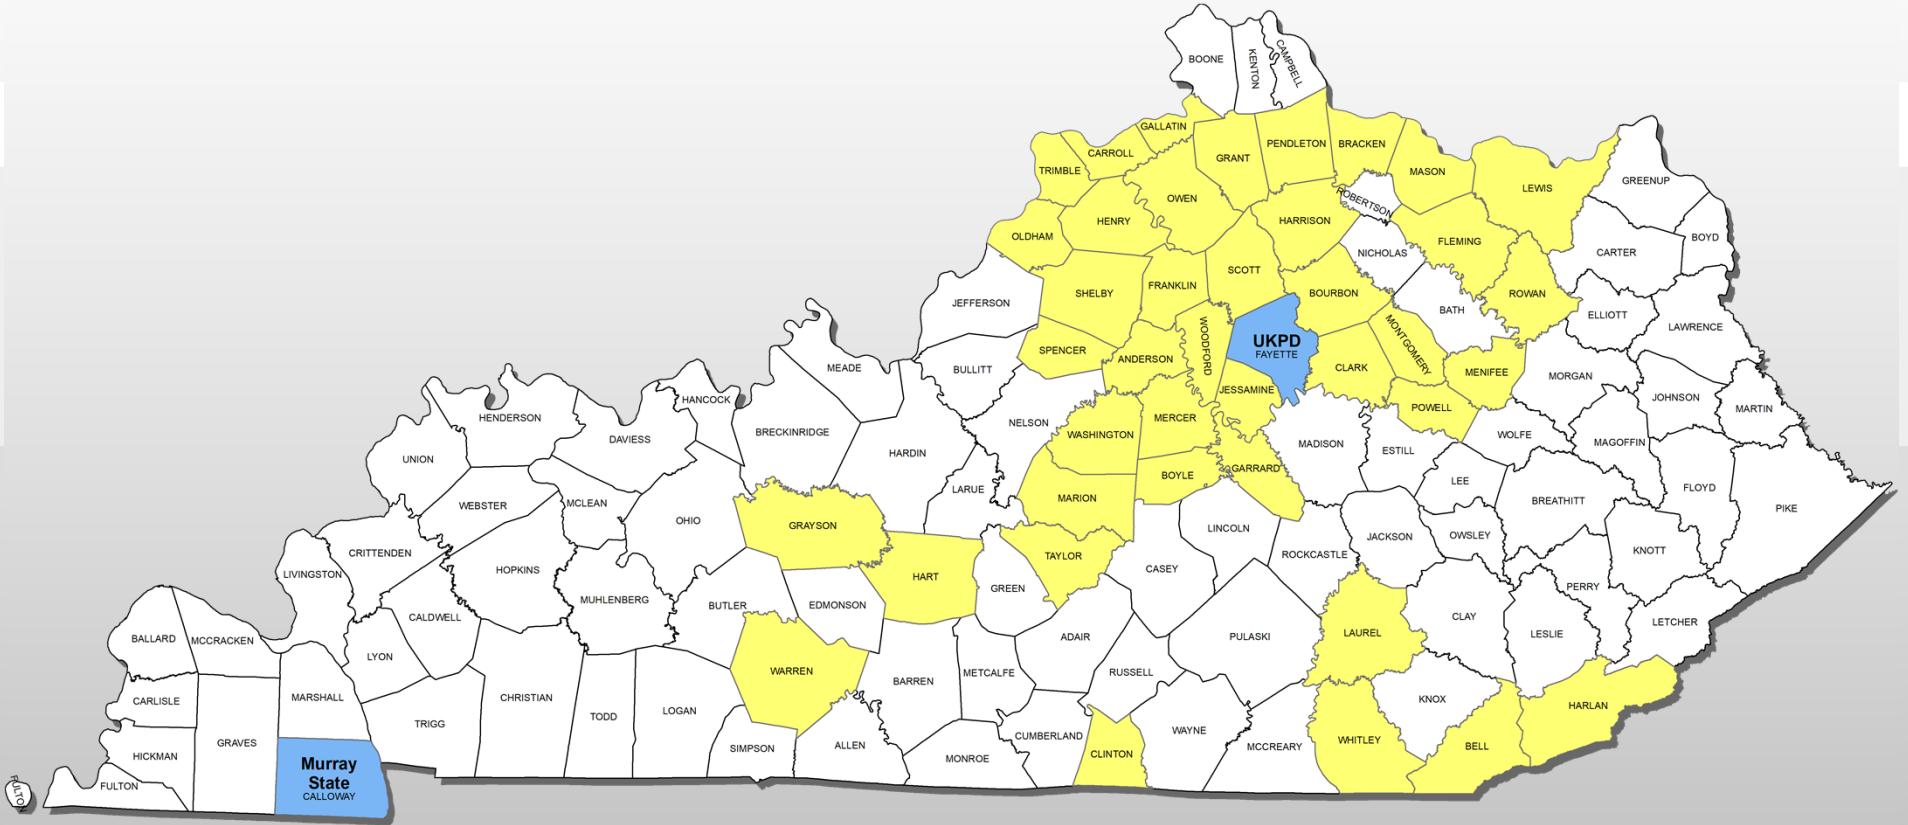 BOONE
KENTON
CAMPBELL
GALLATIN
CARROLL
TRIMBLE
GRANT
PENDLETON
BRACKEN
MASON
LEWIS
GREENUP
OWEN
HENRY
OLDHAM
HARRISON
ROBERTSON
FLEMING
NICHOLAS
CARTER
BOYD
SCOTT
FRANKLIN
SHELBY
JEFFERSON
BOURBON
BATH
ROWAN
ELLIOTT
LAWRENCE
UKPD
FAYETTE
WOODFORD
ANDERSON
SPENCER
BULLITT
MEADE
CLARK
MONTGOMERY
MENIFEE
MORGAN
JOHNSON
MARTIN
JESSAMINE
POWELL
HANCOCK
HENDERSON
DAVIESS
BRECKINRIDGE
NELSON
WASHINGTON
MERCER
MADISON
ESTILL
WOLFE
MAGOFFIN
UNION
HARDIN
BOYLE
GARRARD
LEE
BREATHITT
FLOYD
PIKE
LARUE
MARION
WEBSTER
MCLEAN
OHIO
GRAYSON
LINCOLN
JACKSON
OWSLEY
KNOTT
ROCKCASTLE
CRITTENDEN
LIVINGSTON
HOPKINS
HART
TAYLOR
GREEN
CASEY
PERRY
MUHLENBERG
BUTLER
EDMONSON
CALDWELL
CLAY
LESLIE
LETCHER
LAUREL
PULASKI
ADAIR
BALLARD
MCCRACKEN
LYON
WARREN
BARREN
METCALFE
RUSSELL
KNOX
HARLAN
CARLISLE
MARSHALL
CHRISTIAN
TRIGG
TODD
LOGAN
SIMPSON
ALLEN
MONROE
CUMBERLAND
CLINTON
WAYNE
MCCREARY
WHITLEY
BELL
GRAVES
HICKMAN
FULTON
FULTON
Murray
State
CALLOWAY